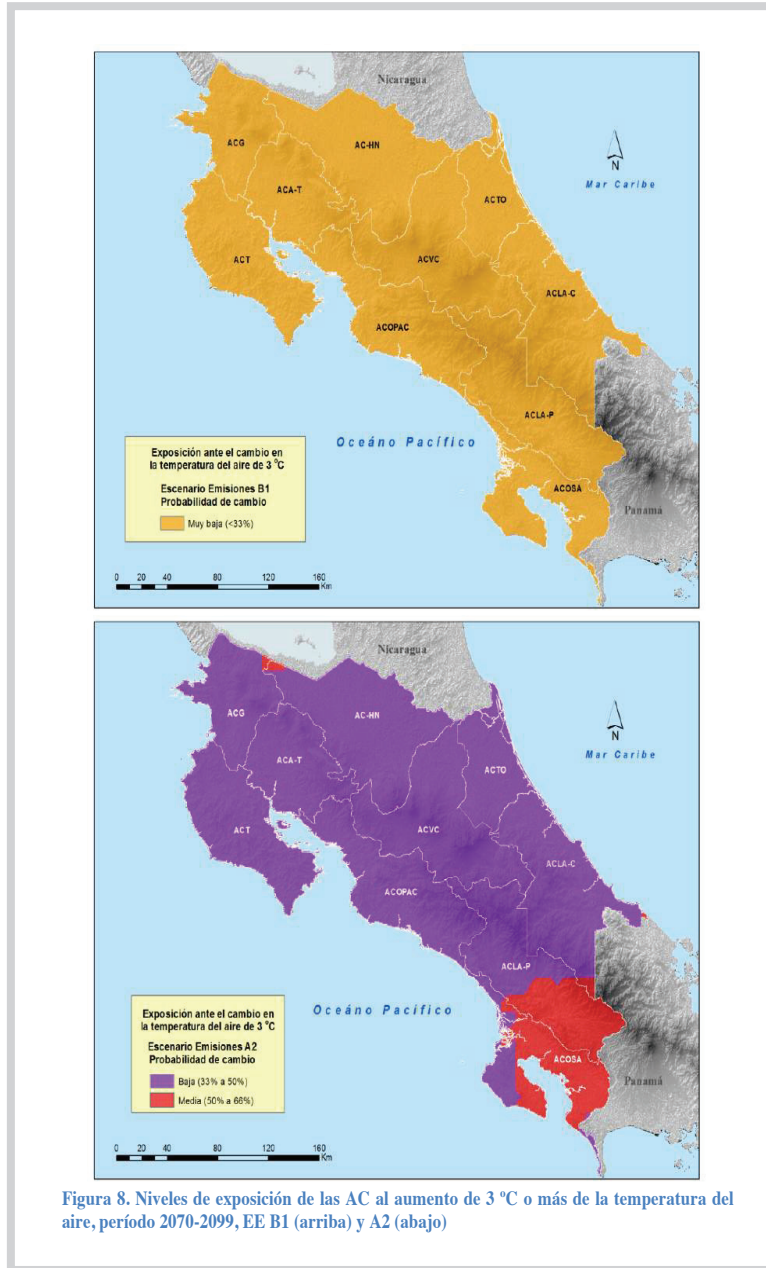 Nicaragua
N
Mar Caribe
ACG
AC-HN
ACA-T
ACTO
ACT
ACVC
ACLA-C
ACOPAC
ACLA-P
Oceáno Pacífico
ACOSA
Panamá
Exposición ante el cambio en
la temperatura del aire de 3 °C
Escenario Emisiones B1
Probabilidad de cambio
Muy baja (<33%)
0 20 40 80 120 160
Km
Nicaragua
N
Mar Caribe
ACG
AC-HN
ACA-T
ACTO
ACT
ACVC
ACLA-C
ACOPAC
ACLA-P
Oceáno Pacífico
ACOSA
Panamá
Exposición ante el cambio en
la temperatura del aire de 3 °C
Escenario Emisiones A2
Probabilidad de cambio
Baja (33% a 50%)
Media (50% a 66%)
0 20 40 80 120 160
Km
Figura 8. Niveles de exposición de las AC al aumento de 3 ºC o más de la temperatura del
aire, período 2070-2099, EE B1 (arriba) y A2 (abajo)